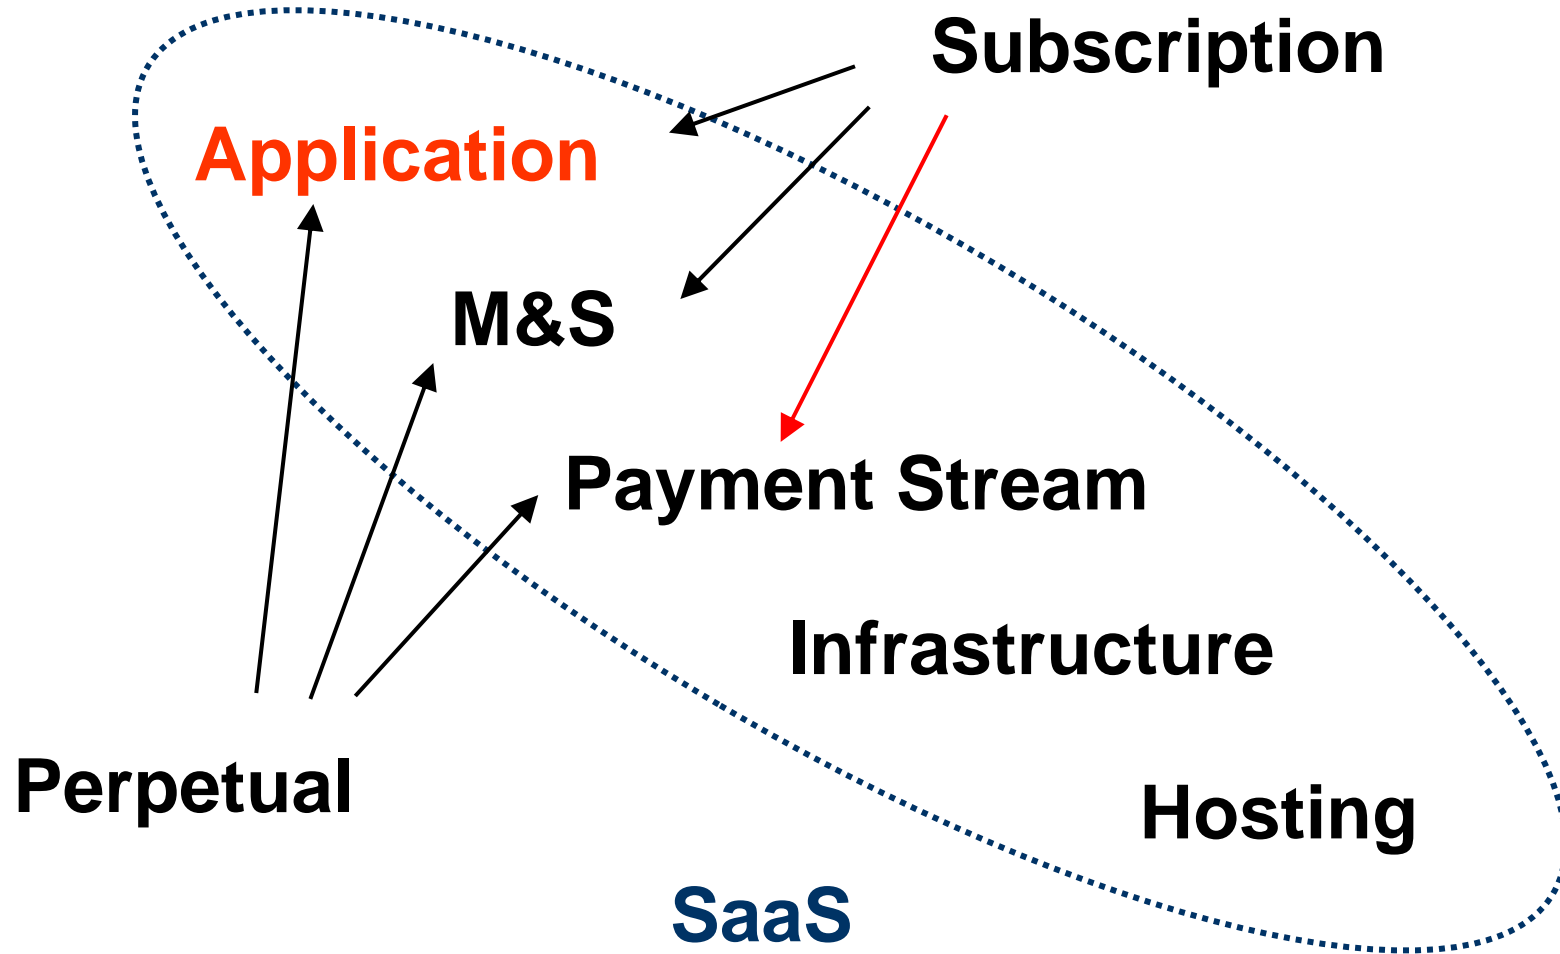 Subscription
Application
M&S
Payment Stream
Infrastructure
Perpetual
Hosting
SaaS